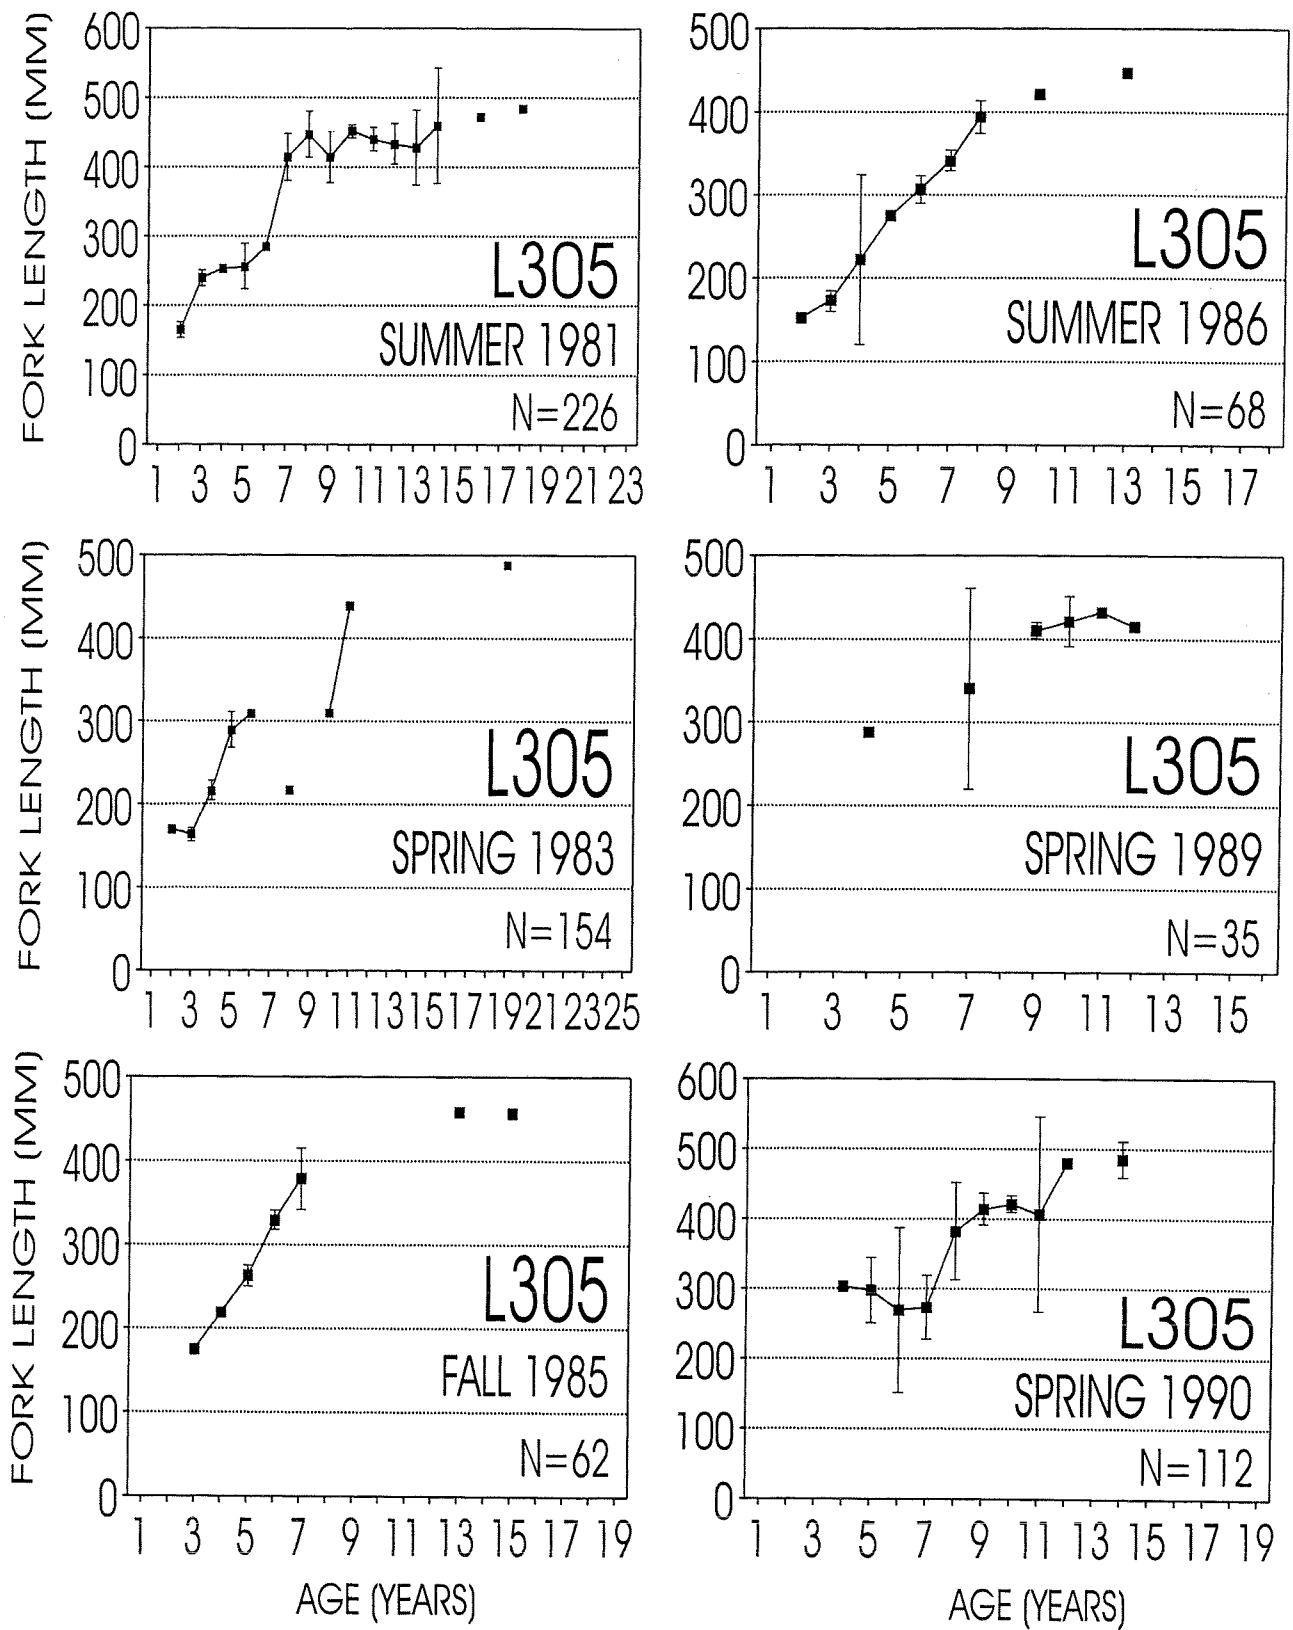 FORK LENGTH (MM)
600
500
400
300
200
100
0
L305
SUMMER 1981
N=226
1 3 5 7 9 11 13 15 17 19 21 23
500
400
300
200
100
0
L305
SUMMER 1986
N=68
1 3 5 7 9 11 13 15 17
FORK LENGTH (MM)
500
400
300
200
100
0
L305
SPRING 1983
N=154
1 3 5 7 9 11 13 15 17 19 21 23 25
500
400
300
200
100
0
L305
SPRING 1989
N=35
1 3 5 7 9 11 13 15
FORK LENGTH (MM)
500
400
300
200
100
0
L305
FALL 1985
N=62
1 3 5 7 9 11 13 15 17 19
AGE (YEARS)
600
500
400
300
200
100
0
L305
SPRING 1990
N=112
1 3 5 7 9 11 13 15 17 19
AGE (YEARS)